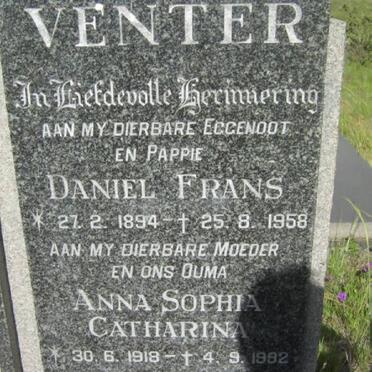 VENTER
In Liefdevolle Herinnering
AAN MY DIERBARE EGGENOOT
EN PAPPIE
DANIEL FRANS
* 27. 2. 1894 - † 25. 8. 1958
AAN MY DIERBARE MOEDER
EN ONS OUMA
ANNA SOPHIA
CATHARINA
* 30. 6. 1918 - † 4. 9. 1992